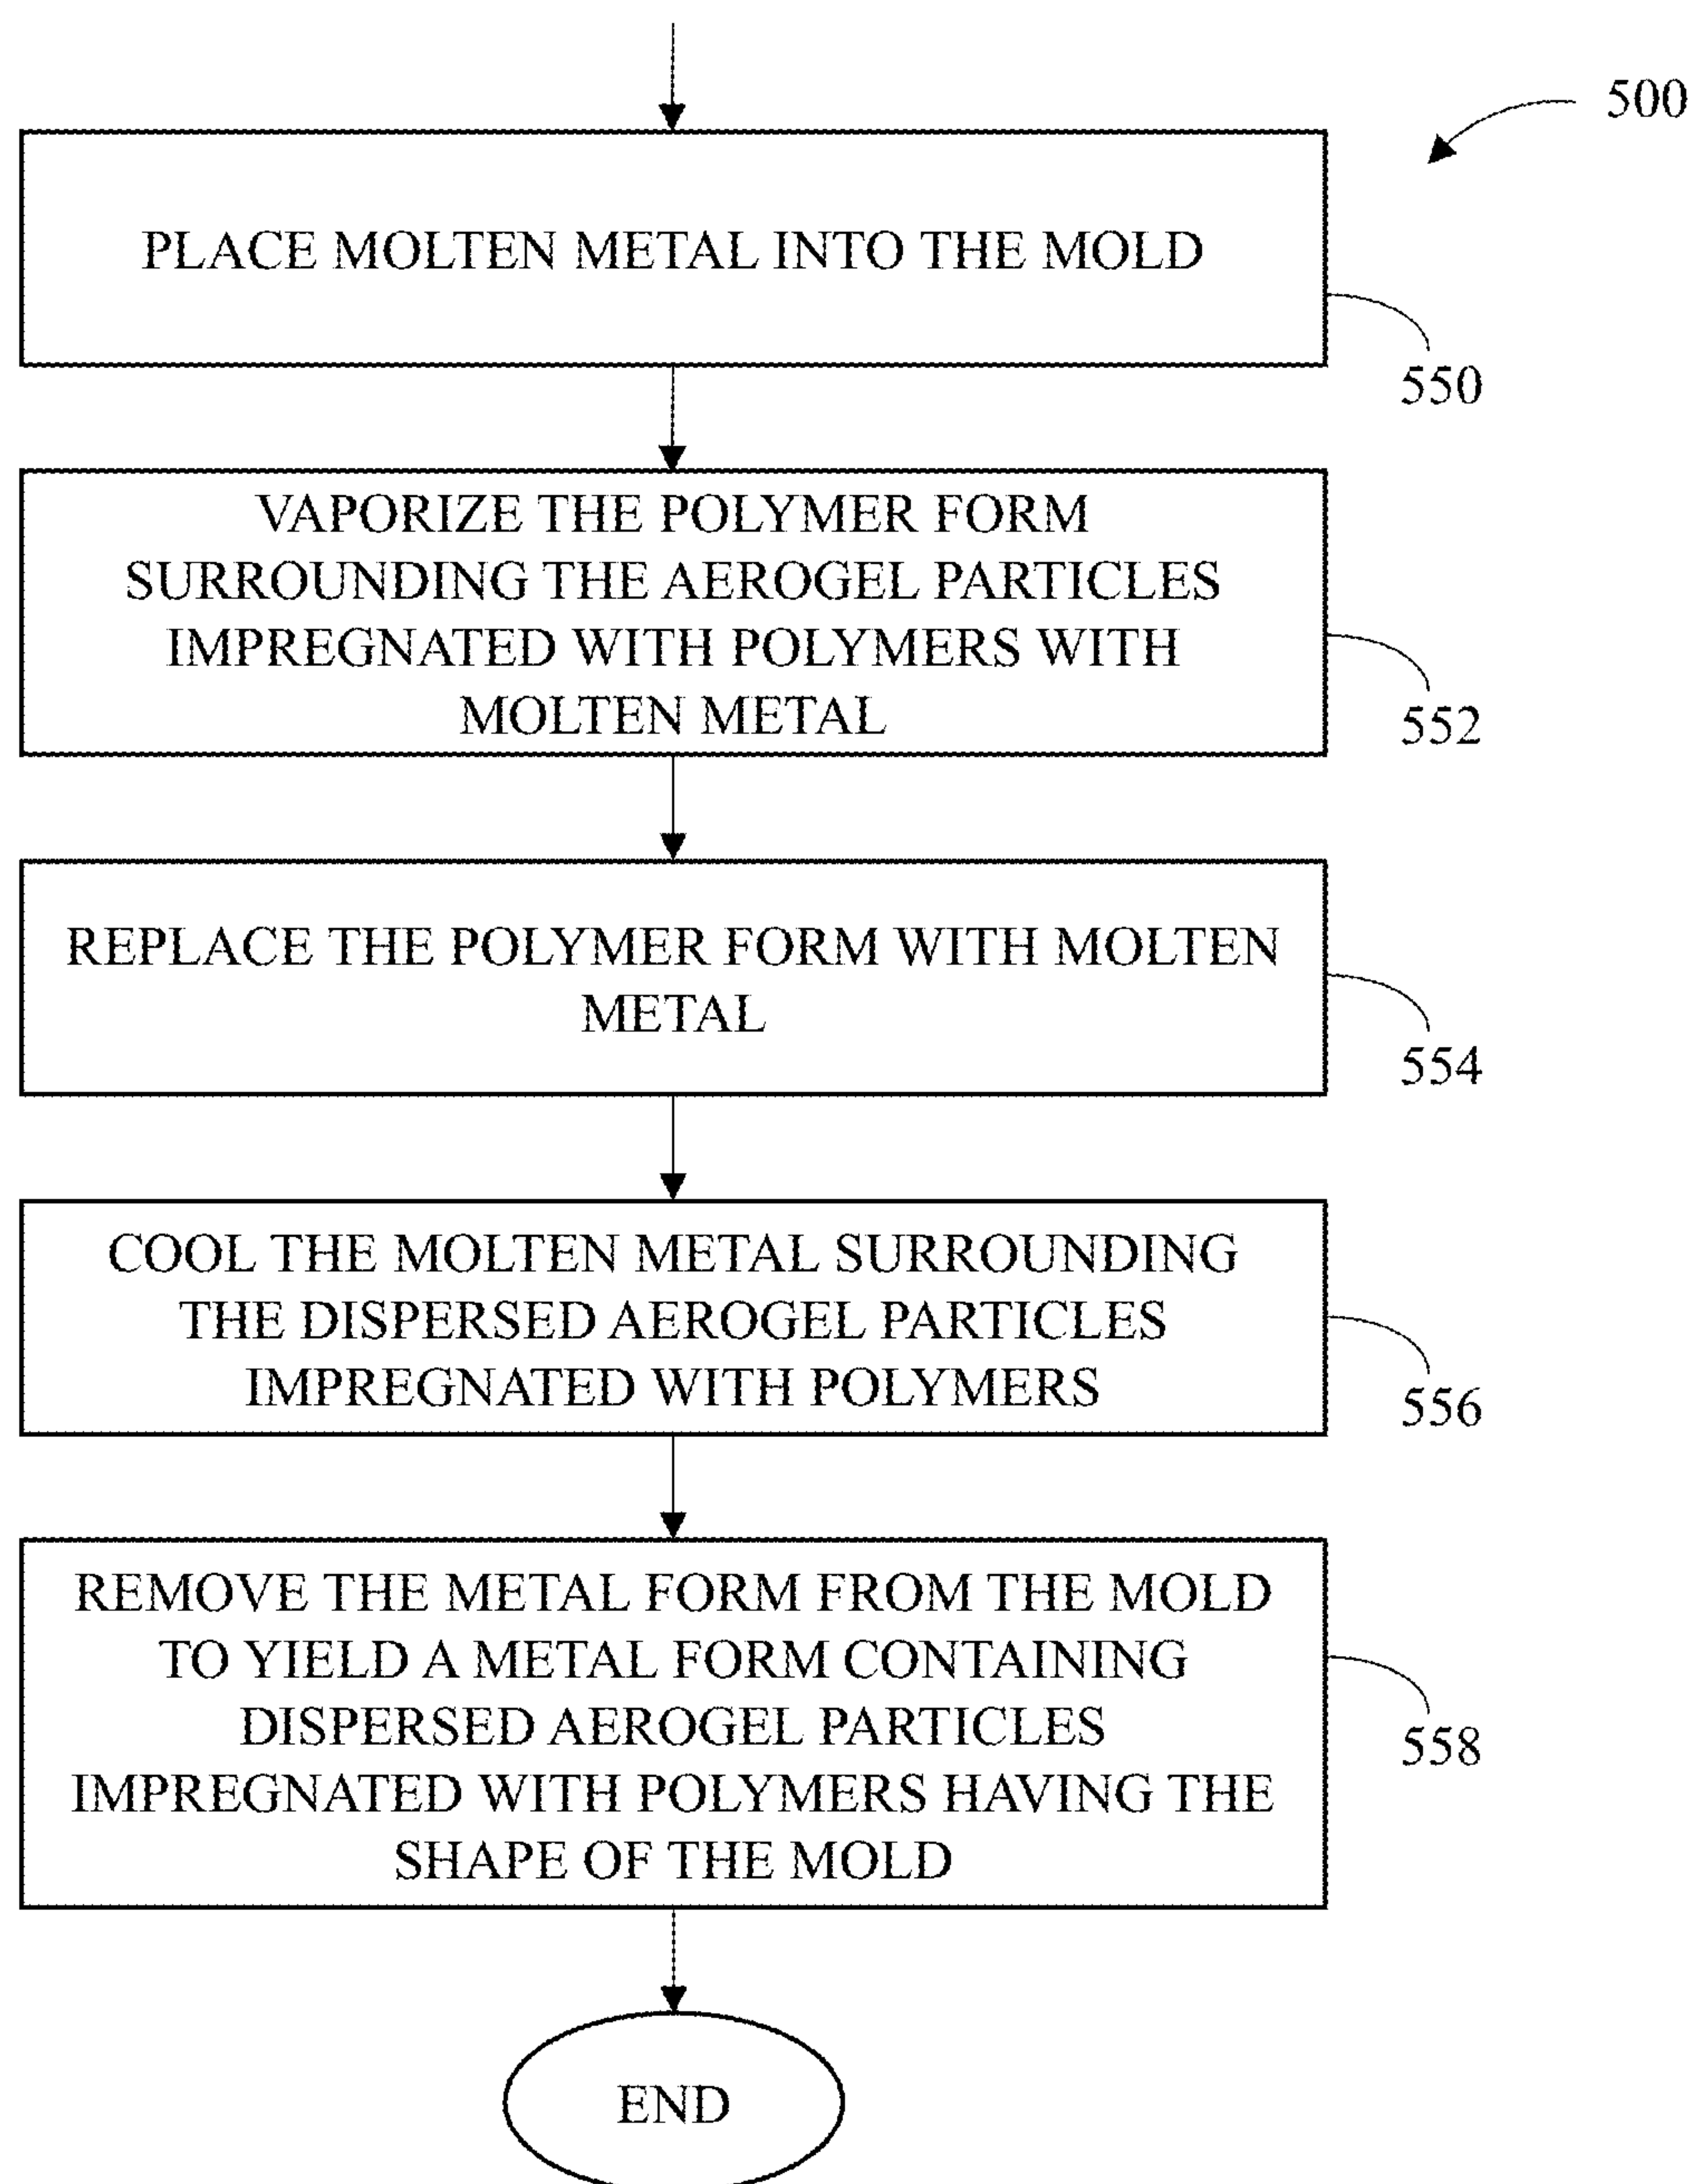 500
PLACE MOLTEN METAL INTO THE MOLD
550
VAPORIZE THE POLYMER FORM
SURROUNDING THE AEROGEL PARTICLES
IMPREGNATED WITH POLYMERS WITH
MOLTEN METAL
552
REPLACE THE POLYMER FORM WITH MOLTEN
METAL
554
COOL THE MOLTEN METAL SURROUNDING
THE DISPERSED AEROGEL PARTICLES
IMPREGNATED WITH POLYMERS
556
REMOVE THE METAL FORM FROM THE MOLD
TO YIELD A METAL FORM CONTAINING
DISPERSED AEROGEL PARTICLES
IMPREGNATED WITH POLYMERS HAVING THE
SHAPE OF THE MOLD
558
END